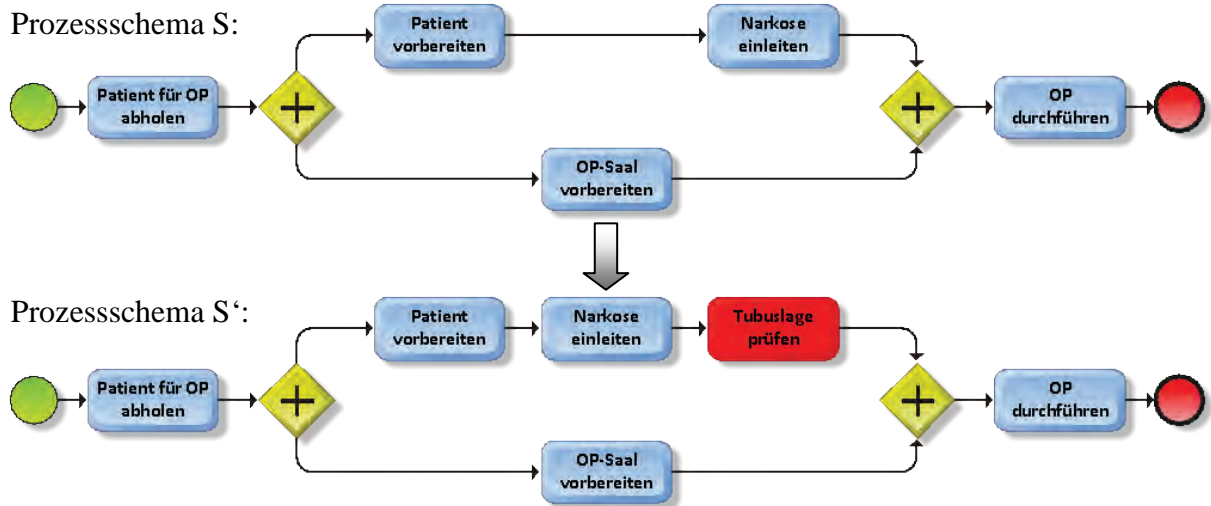 Prozessschema S:
Patient
vorbereiten
Narkose
einleiten
Patient für OP
abholen
OP
durchführen
OP-Saal
vorbereiten
Prozessschema S‘:
Patient
vorbereiten
Narkose
einleiten
Tubuslage
prüfen
Patient für OP
abholen
OP
durchführen
OP-Saal
vorbereiten